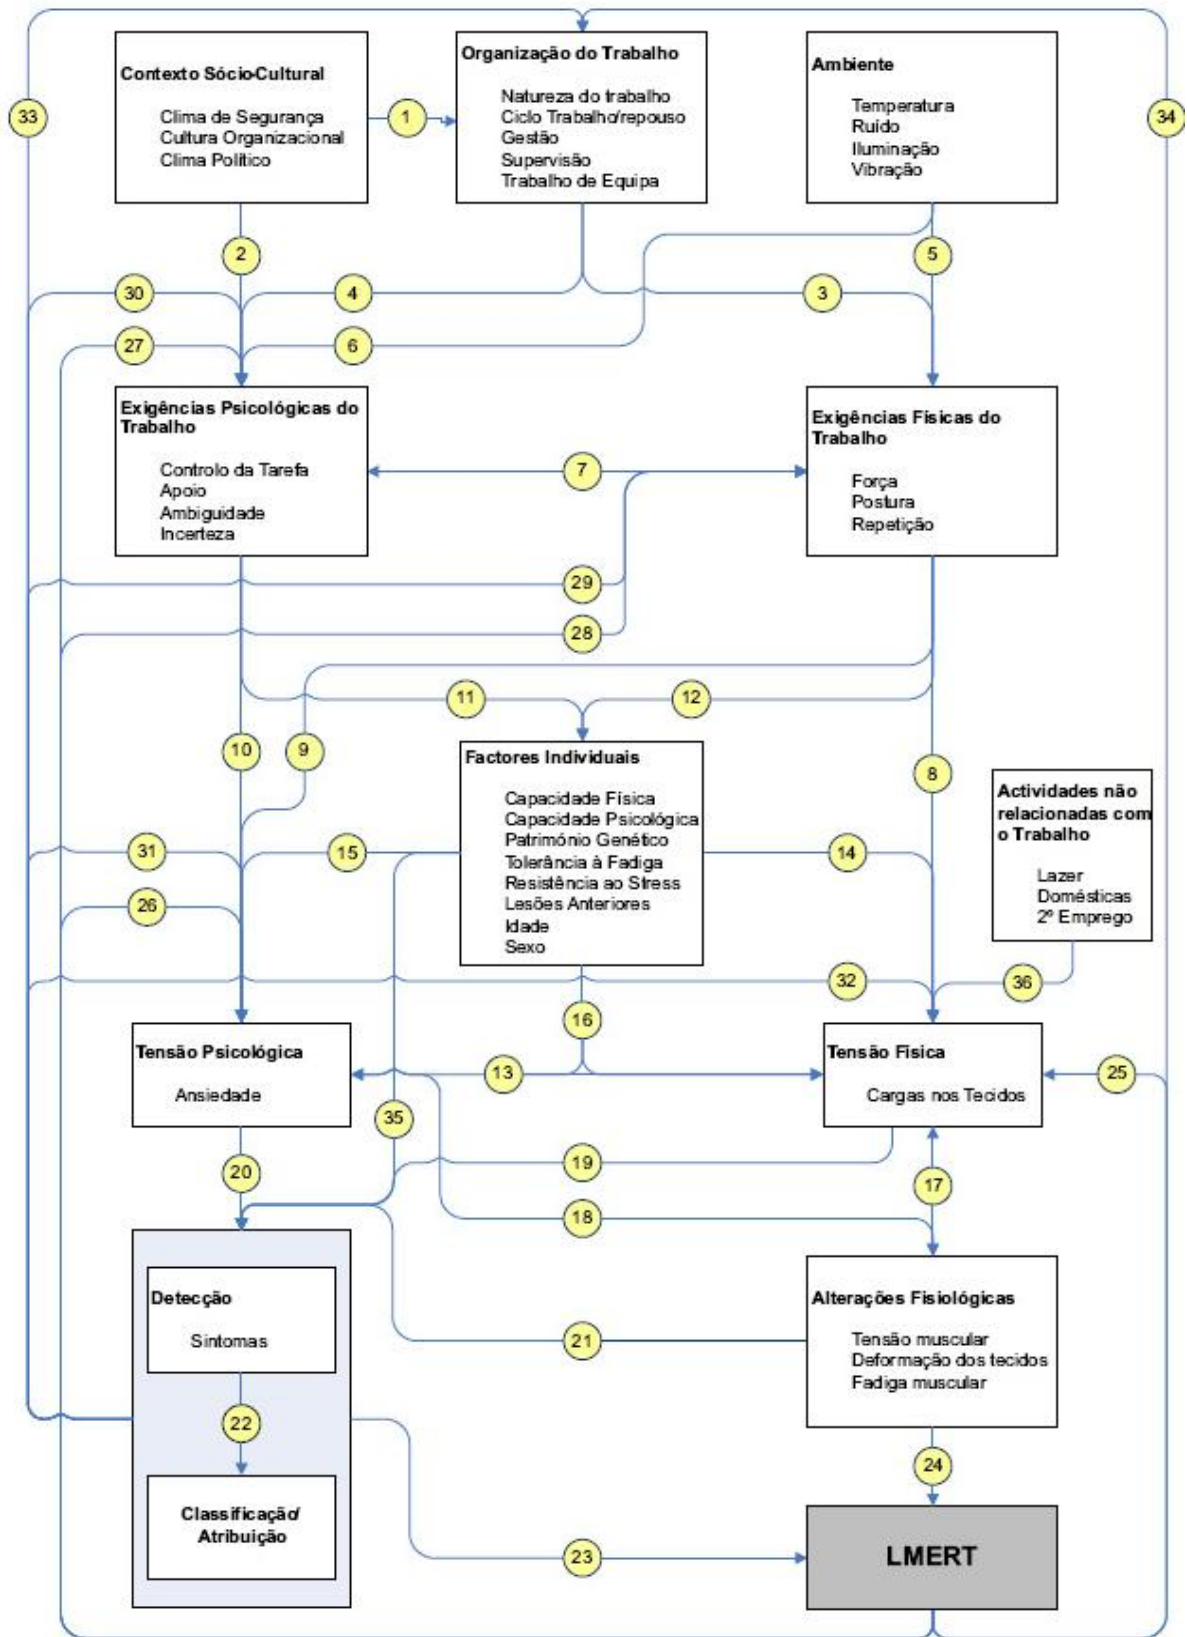 Contexto Sócio-Cultural
Clima de Segurança
Cultura Organizacional
Clima Político
Organização do Trabalho
Natureza do trabalho
Ciclo Trabalho/repouso
Gestão
Supervisão
Trabalho de Equipa
Ambiente
Temperatura
Ruído
Iluminação
Vibração
33
1
34
2
5
30
4
3
27
6
Exigências Psicológicas do
Trabalho
Controlo da Tarefa
Apoio
Ambiguidade
Incerteza
7
Exigências Físicas do
Trabalho
Força
Postura
Repetição
29
28
11
12
10
9
8
Factores Individuais
Capacidade Física
Capacidade Psicológica
Património Genético
Tolerância à Fadiga
Resistência ao Stress
Lesões Anteriores
Idade
Sexo
Actividades não
relacionadas com
o Trabalho
Lazer
Domésticas
2º Emprego
31
15
14
26
32
36
16
Tensão Psicológica
Ansiedade
13
Tensão Física
Cargas nos Tecidos
25
35
20
19
17
18
Detecção
Sintomas
21
Alterações Fisiológicas
Tensão muscular
Deformação dos tecidos
Fadiga muscular
22
24
Classificação/
Atribuição
23
LMERT